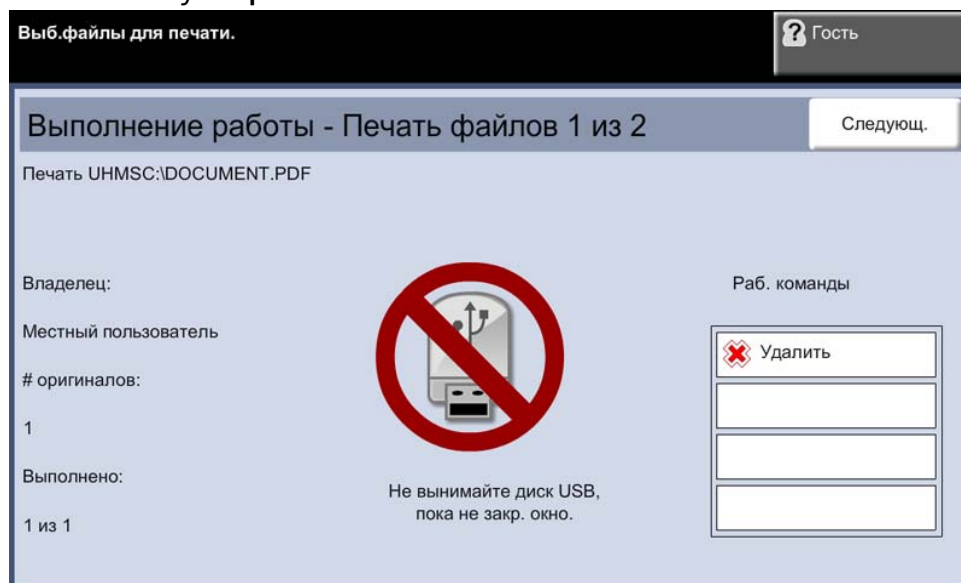 Выб.файлы для печати.
? Гость
Выполнение работы - Печать файлов 1 из 2
Следующ.
Печать UHMSC:\DOCUMENT.PDF
Владелец:
Местный пользователь
# оригиналов:
1
Выполнено:
1 из 1
Не вынимайте диск USB,
пока не закр. окно.
Раб. команды
Удалить